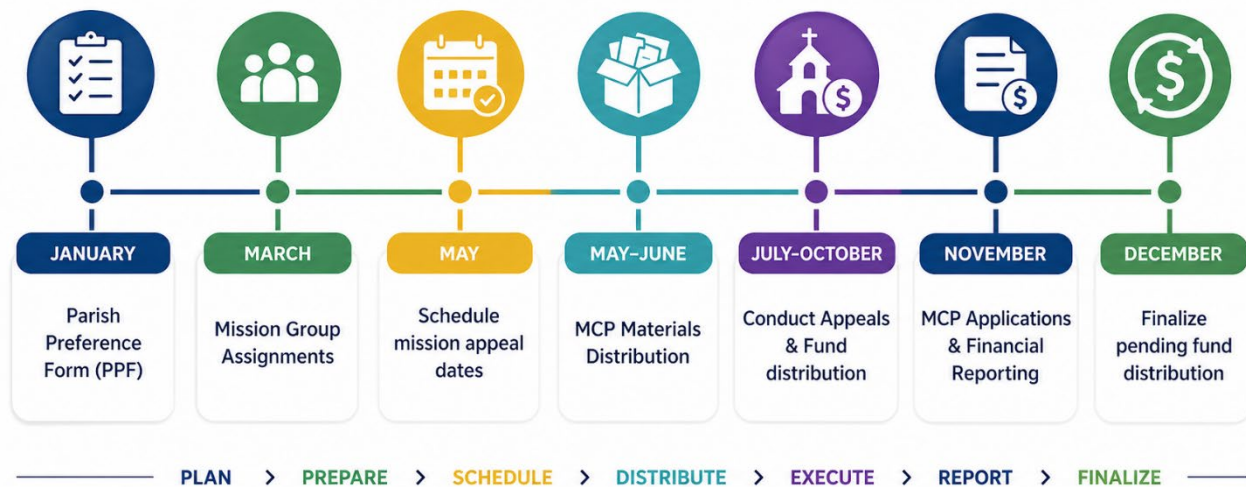 JANUARY
Parish
Preference
Form (PPF)
MARCH
Mission Group
Assignments
MAY
Schedule
mission appeal
dates
MAY–JUNE
MCP Materials
Distribution
JULY–OCTOBER
Conduct Appeals
& Fund
distribution
NOVEMBER
MCP Applications
& Financial
Reporting
DECEMBER
Finalize
pending fund
distribution
PLAN > PREPARE > SCHEDULE > DISTRIBUTE > EXECUTE > REPORT > FINALIZE